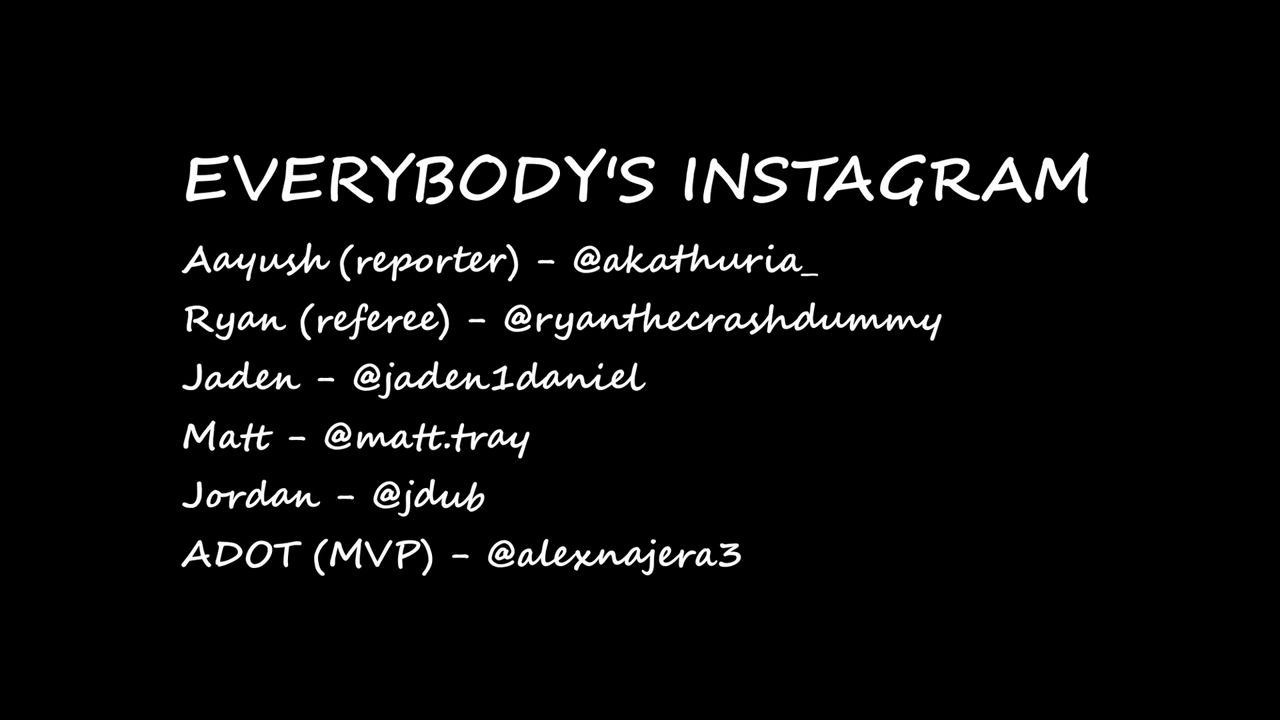 EVERYBODY'S INSTAGRAM
Aayush (reporter) - @akathuria_
Ryan (referee) - @ryanthecrashdummy
Jaden - @jaden1daniel
Matt - @matt.tray
Jordan - @jdub
ADOT (MVP) - @alexnajera3